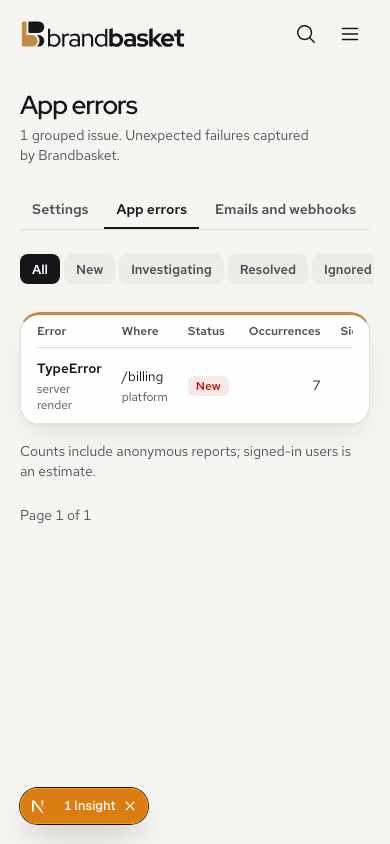 brandbasket
App errors
1 grouped issue. Unexpected failures captured
by Brandbasket.
Settings App errors Emails and webhooks
All New Investigating Resolved Ignored
Error Where Status Occurrences
TypeError /billing New 7
server platform
render
Counts include anonymous reports; signed-in users is
an estimate.
Page 1 of 1
1 Insight